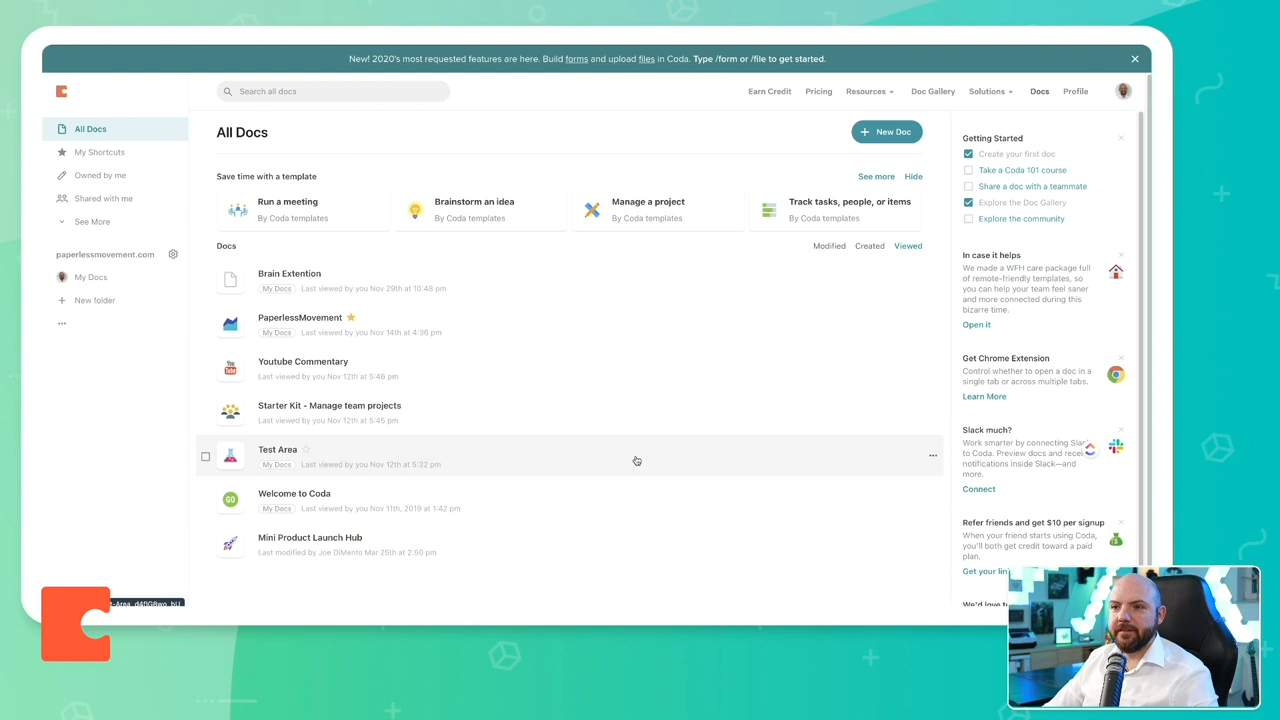 New! 2020's most requested features are here. Build forms and upload files in Coda. Type /form or /file to get started.
Search all docs
Earn Credit
Pricing
Resources
Doc Gallery
Solutions
Docs
Profile
All Docs
My Shortcuts
Owned by me
Shared with me
See More
paperlessmovement.com
My Docs
New folder
All Docs
New Doc
Save time with a template
See more
Hide
Run a meeting
By Coda templates
Brainstorm an idea
By Coda templates
Manage a project
By Coda templates
Track tasks, people, or items
By Coda templates
Docs
Modified
Created
Viewed
Brain Extention
My Docs Last viewed by you Nov 29th at 10:48 pm
PaperlessMovement
My Docs Last viewed by you Nov 14th at 4:36 pm
You Tube
Youtube Commentary
Last viewed by you Nov 12th at 5:46 pm
Starter Kit - Manage team projects
Last viewed by you Nov 12th at 5:45 pm
Test Area
My Docs Last viewed by you Nov 12th at 5:32 pm
GO
Welcome to Coda
My Docs Last viewed by you Nov 11th, 2019 at 1:42 pm
Mini Product Launch Hub
Last modified by Joe DiMento Mar 25th at 2:50 pm
Getting Started
Create your first doc
Take a Coda 101 course
Share a doc with a teammate
Explore the Doc Gallery
Explore the community
In case it helps
We made a WFH care package full
of remote-friendly templates, so
you can help your team feel saner
and more connected during this
bizarre time.
Open it
Get Chrome Extension
Control whether to open a doc in a
single tab or across multiple tabs.
Learn More
Slack much?
Work smarter by connecting Slac
to Coda. Preview docs and recei
notifications inside Slack—and
more.
Connect
Refer friends and get $10 per signup
When your friend starts using Coda,
you'll both get credit toward a paid
plan.
Get your lin
We'd love to